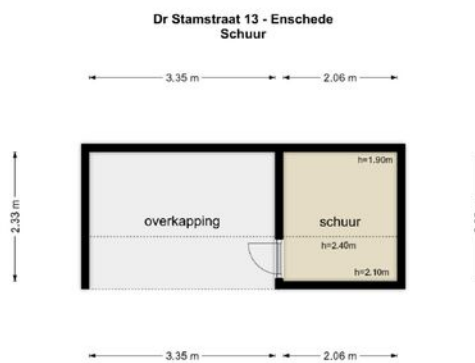 Dr Stamstraat 13 - Enschede
Schuur
3.35 m
2.06 m
h=1.90m
2.33 m
overkapping
schuur
h=2.40m
h=2.10m
3.35 m
2.06 m